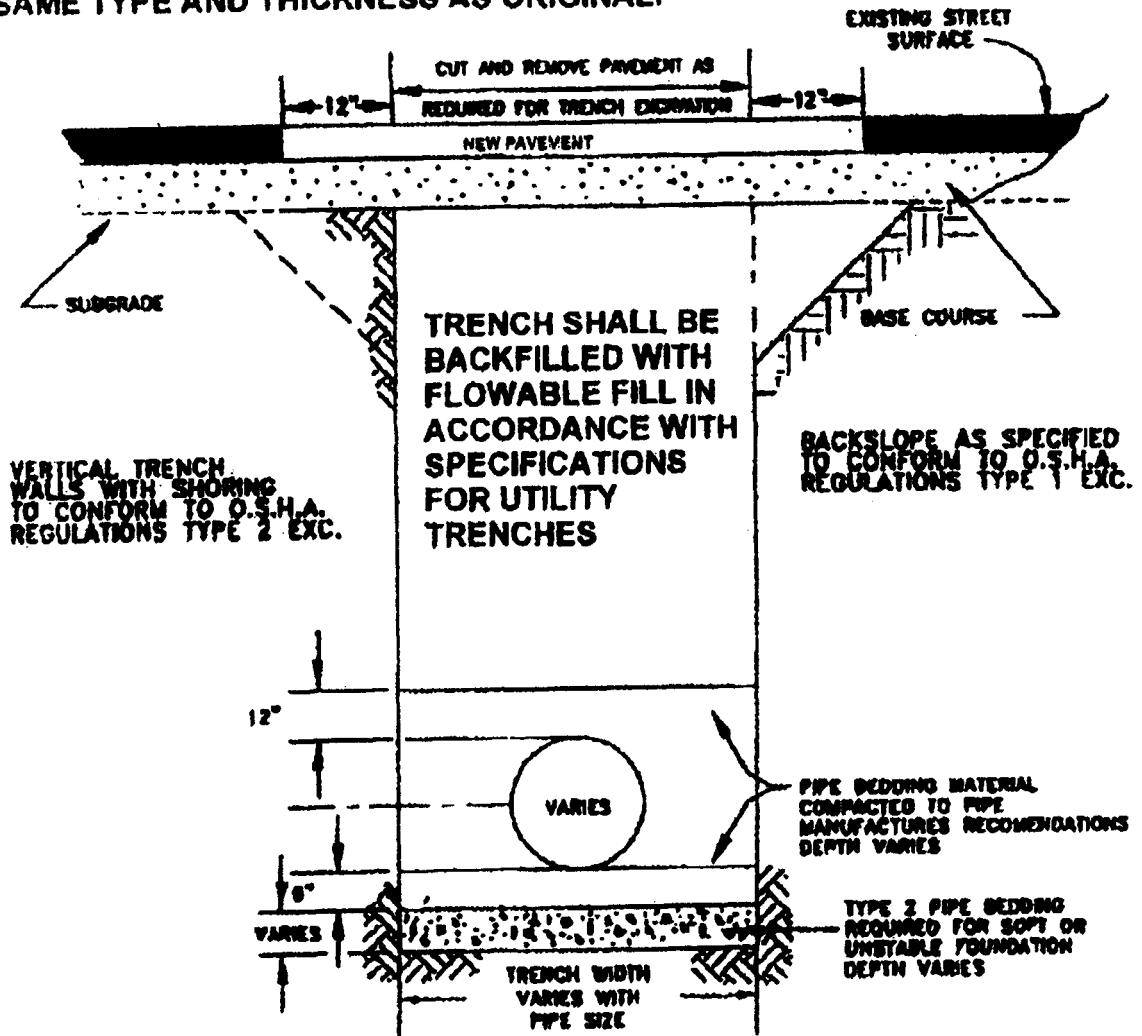 SAME TYPE AND THICKNESS AS ORIGINAL.
EXISTING STREET
SURFACE
CUT AND REMOVE PAVEMENT AS
REQUIRED FOR TRENCH EXCAVATION
12"
12"
NEW PAVEMENT
SUBGRADE
BASE COURSE
TRENCH SHALL BE
BACKFILLED WITH
FLOWABLE FILL IN
ACCORDANCE WITH
SPECIFICATIONS
FOR UTILITY
TRENCHES
VERTICAL TRENCH
WALLS WITH SHORING
TO CONFORM TO O.S.H.A.
REGULATIONS TYPE 2 EXC.
BACKSLOPE AS SPECIFIED
TO CONFORM TO O.S.H.A.
REGULATIONS TYPE 1 EXC.
12"
VARIES
PIPE BEDDING MATERIAL
COMPACTED TO PIPE
MANUFACTURES RECOMENDATIONS
DEPTH VARIES
6"
VARIES
TYPE 2 PIPE BEDDING
REQUIRED FOR SOFT OR
UNSTABLE FOUNDATION
DEPTH VARIES
TRENCH WIDTH
VARIES WITH
PIPE SIZE